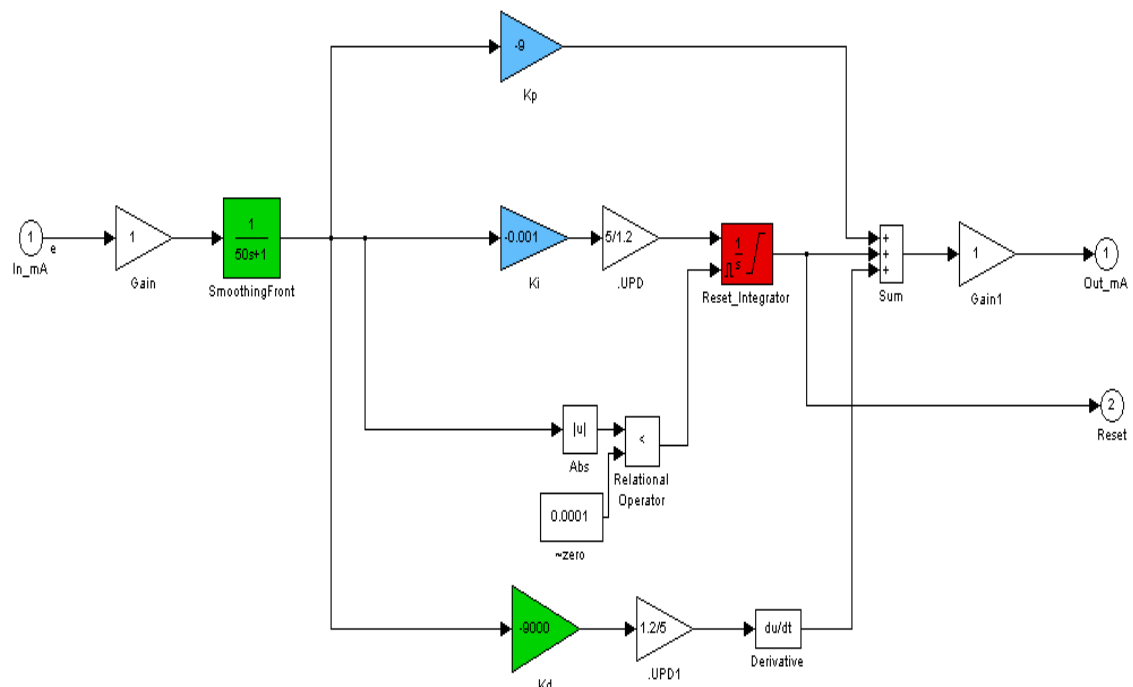 -9
Kp
1
e
In_mA
1
Gain
1
50s+1
SmoothingFront
-0.001
Ki
5/1.2
.UPD
1
s
Reset_Integrator
+
+
+
Sum
1
Gain1
1
Out_mA
2
Reset
|u|
Abs
<
Relational
Operator
0.0001
~zero
-9000
Kd
1.2/5
.UPD1
du/dt
Derivative